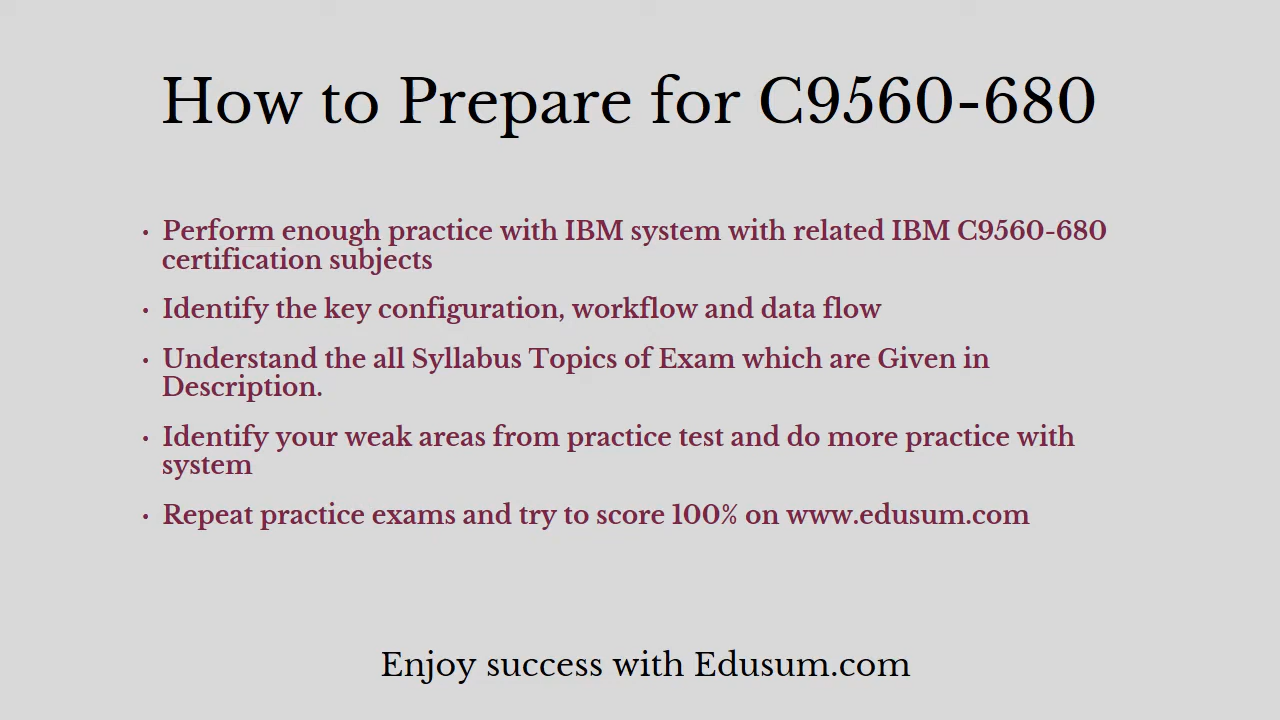 How to Prepare for C9560-680
• Perform enough practice with IBM system with related IBM C9560-680
certification subjects
• Identify the key configuration, workflow and data flow
• Understand the all Syllabus Topics of Exam which are Given in
Description.
• Identify your weak areas from practice test and do more practice with
system
• Repeat practice exams and try to score 100% on www.edusum.com
Enjoy success with Edusum.com